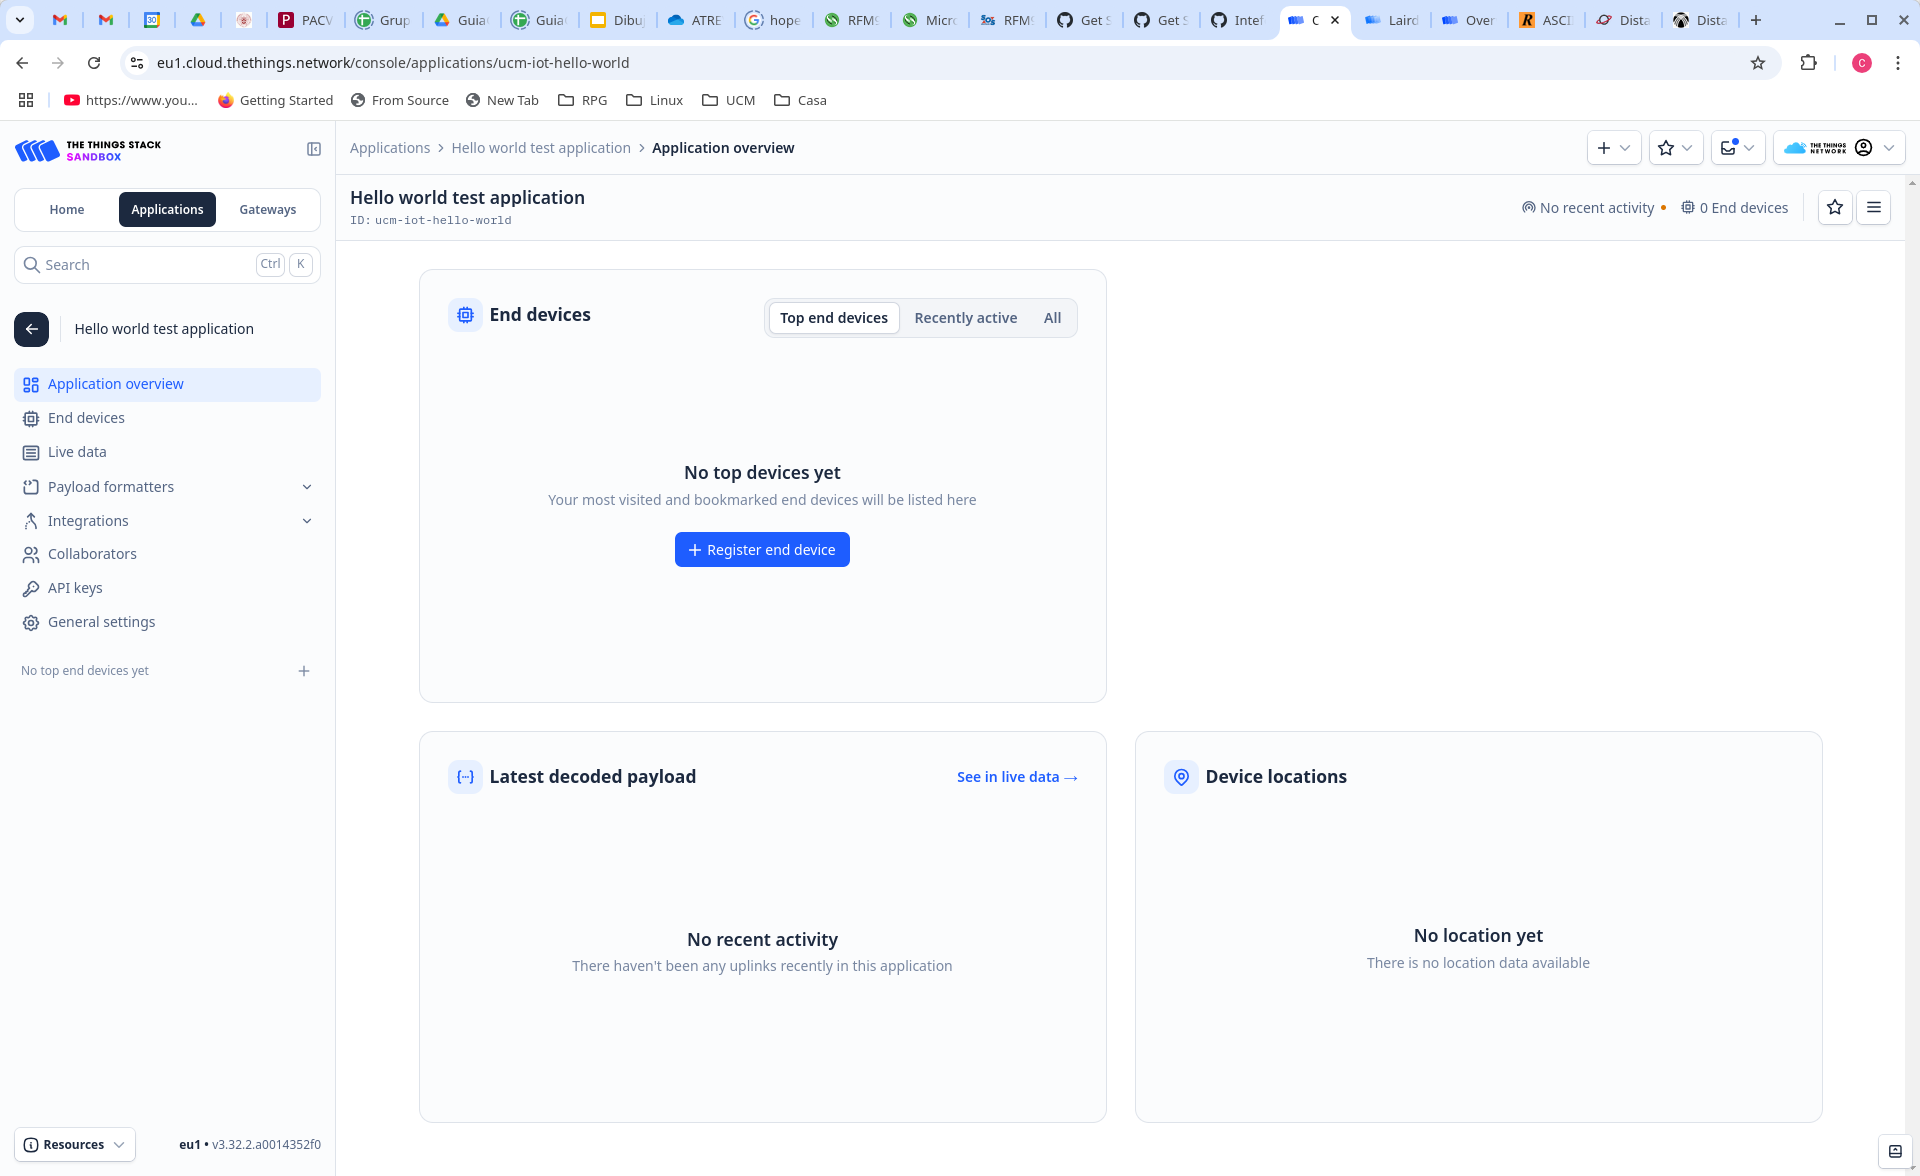 PACV
Grup
Guia
Guia
Dibuj
ATRE
hope
RFM9
Micro
RFM9
Get S
Get S
Intef
C
Laird
Over
ASCII
Dista
Dista
eu1.cloud.thethings.network/console/applications/ucm-iot-hello-world
C
https://www.you...
Getting Started
From Source
New Tab
RPG
Linux
UCM
Casa
THE THINGS STACK
SANDBOX
Applications > Hello world test application > Application overview
THE THINGS
NETWORK
Home
Applications
Gateways
Hello world test application
ID: ucm-iot-hello-world
No recent activity
0 End devices
Search
Ctrl
K
Hello world test application
Application overview
End devices
Live data
Payload formatters
Integrations
Collaborators
API keys
General settings
No top end devices yet
End devices
Top end devices
Recently active
All
No top devices yet
Your most visited and bookmarked end devices will be listed here
+ Register end device
Latest decoded payload
See in live data →
No recent activity
There haven't been any uplinks recently in this application
Device locations
No location yet
There is no location data available
Resources
eu1 • v3.32.2.a0014352f0